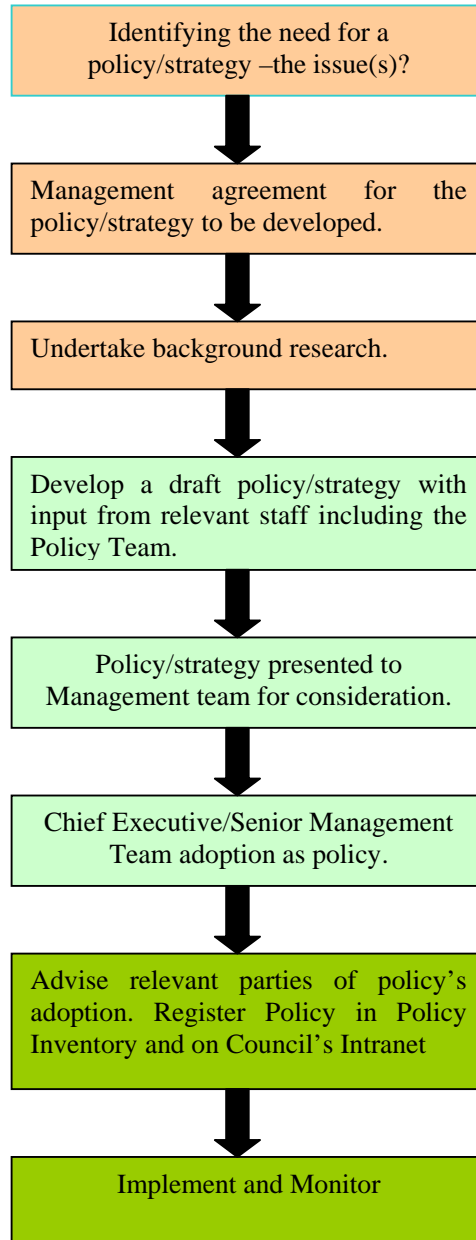 Identifying the need for a
policy/strategy –the issue(s)?
Management agreement for the
policy/strategy to be developed.
Undertake background research.
Develop a draft policy/strategy with
input from relevant staff including the
Policy Team.
Policy/strategy presented to
Management team for consideration.
Chief Executive/Senior Management
Team adoption as policy.
Advise relevant parties of policy's
adoption. Register Policy in Policy
Inventory and on Council's Intranet
Implement and Monitor